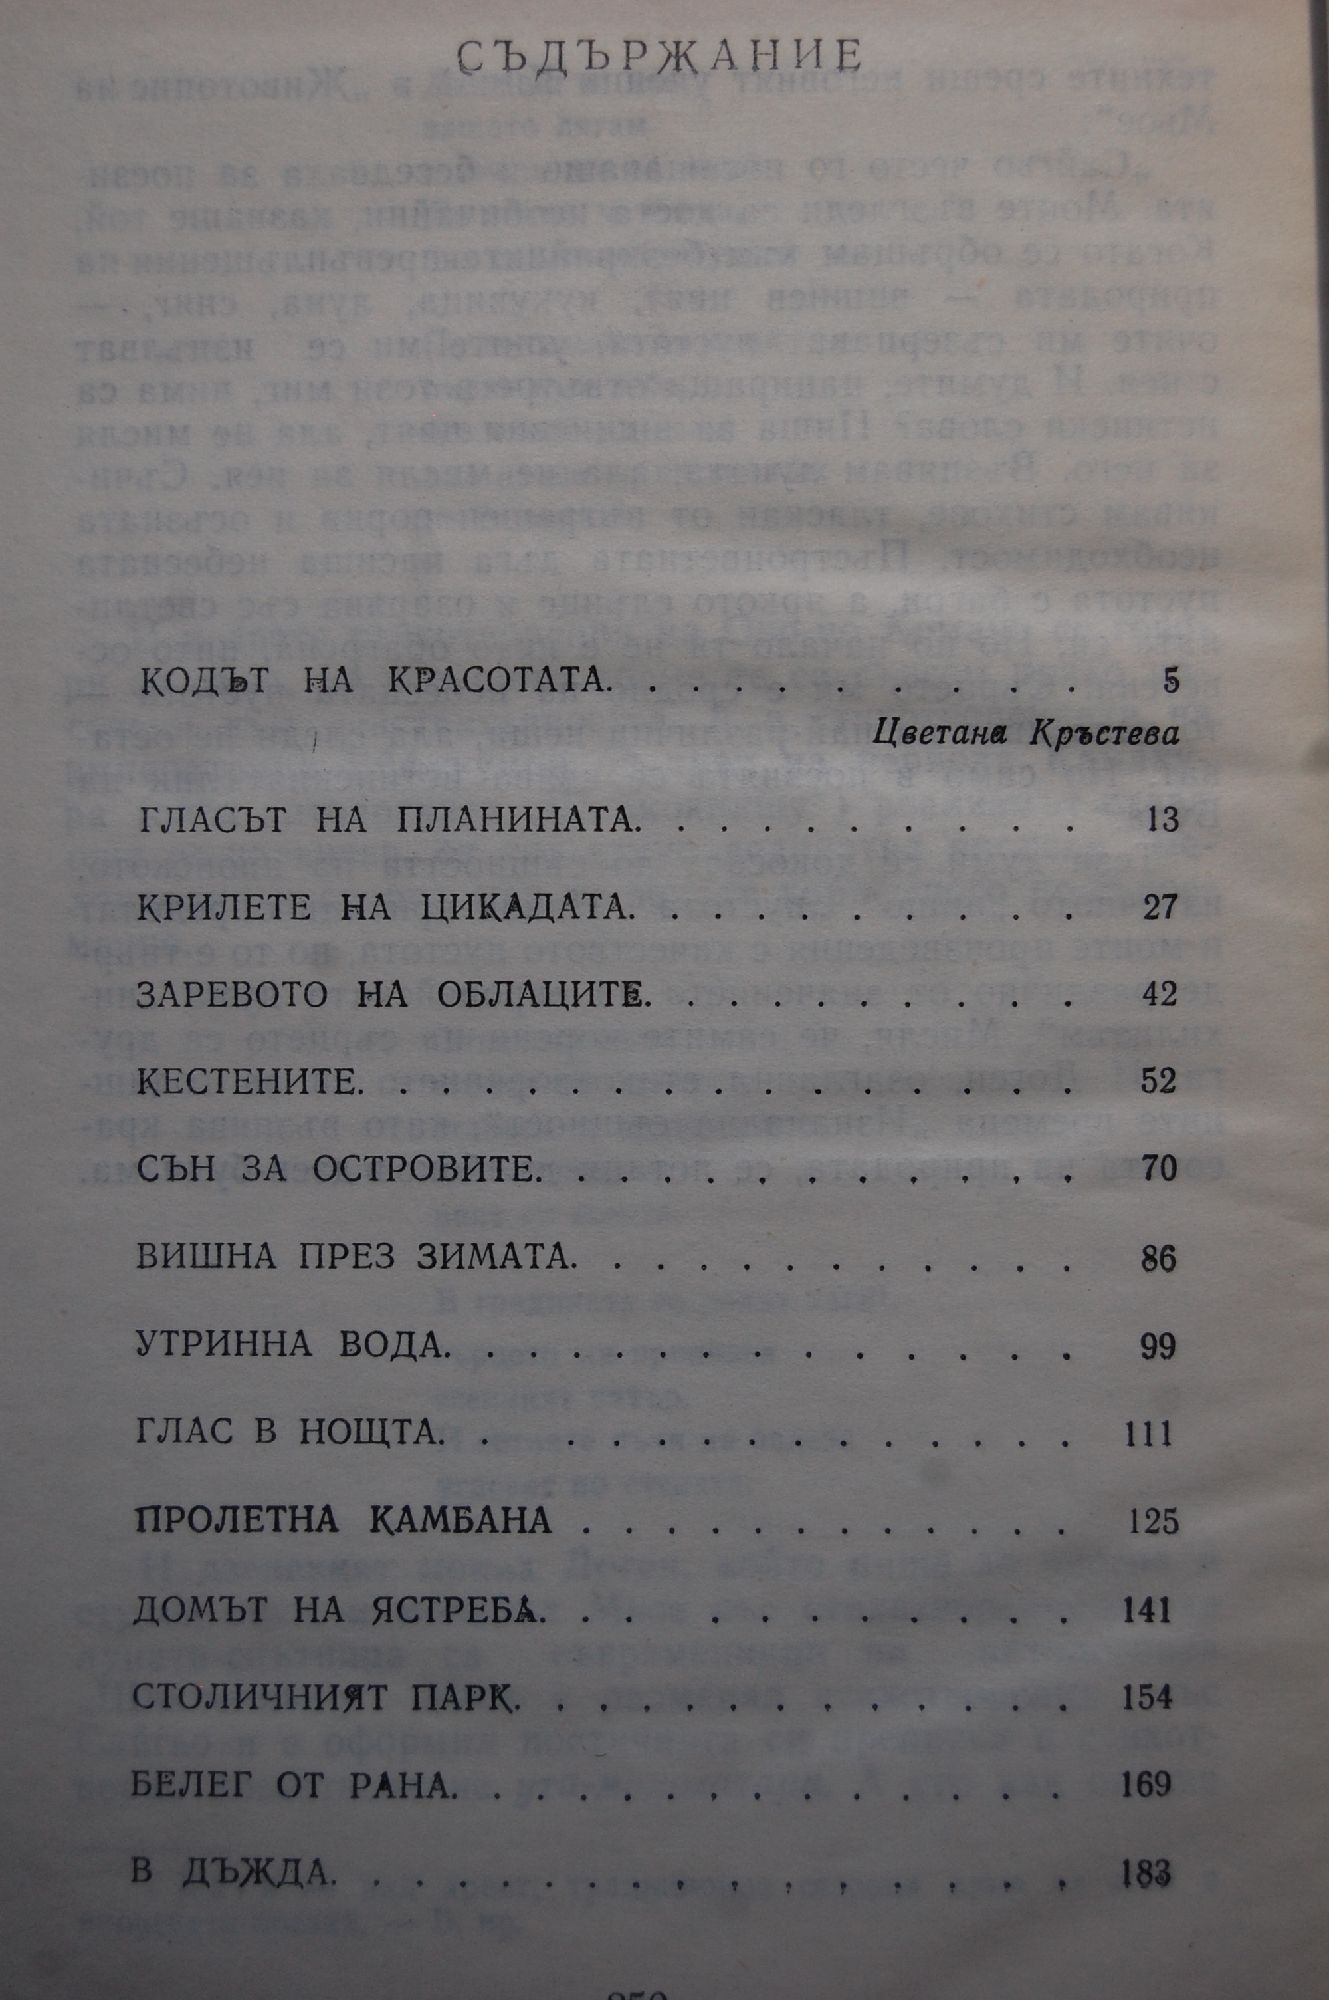 СЪДЪРЖАНИЕ
КОДЪТ НА КРАСОТАТА. . . . . . . . . . . . 5
Цветана Кръстева
ГЛАСЪТ НА ПЛАНИНАТА. . . . . . . . . . . 13
КРИЛЕТЕ НА ЦИКАДАТА. . . . . . . . . . . 27
ЗАРЕВОТО НА ОБЛАЦИТЕ. . . . . . . . . . . 42
КЕСТЕНИТЕ. . . . . . . . . . . . . . . . . . 52
СЪН ЗА ОСТРОВИТЕ. . . . . . . . . . . . . 70
ВИШНА ПРЕЗ ЗИМАТА. . . . . . . . . . . . . 86
УТРИННА ВОДА. . . . . . . . . . . . . . . . 99
ГЛАС В НОЩТА. . . . . . . . . . . . . . . 111
ПРОЛЕТНА КАМБАНА . . . . . . . . . . . . 125
ДОМЪТ НА ЯСТРЕБА. . . . . . . . . . . . 141
СТОЛИЧНИЯТ ПАРК. . . . . . . . . . . . . . 154
БЕЛЕГ ОТ РАНА. . . . . . . . . . . . . . . 169
В ДЪЖДА. . . . . . . . . . . . . . . . . . . 183